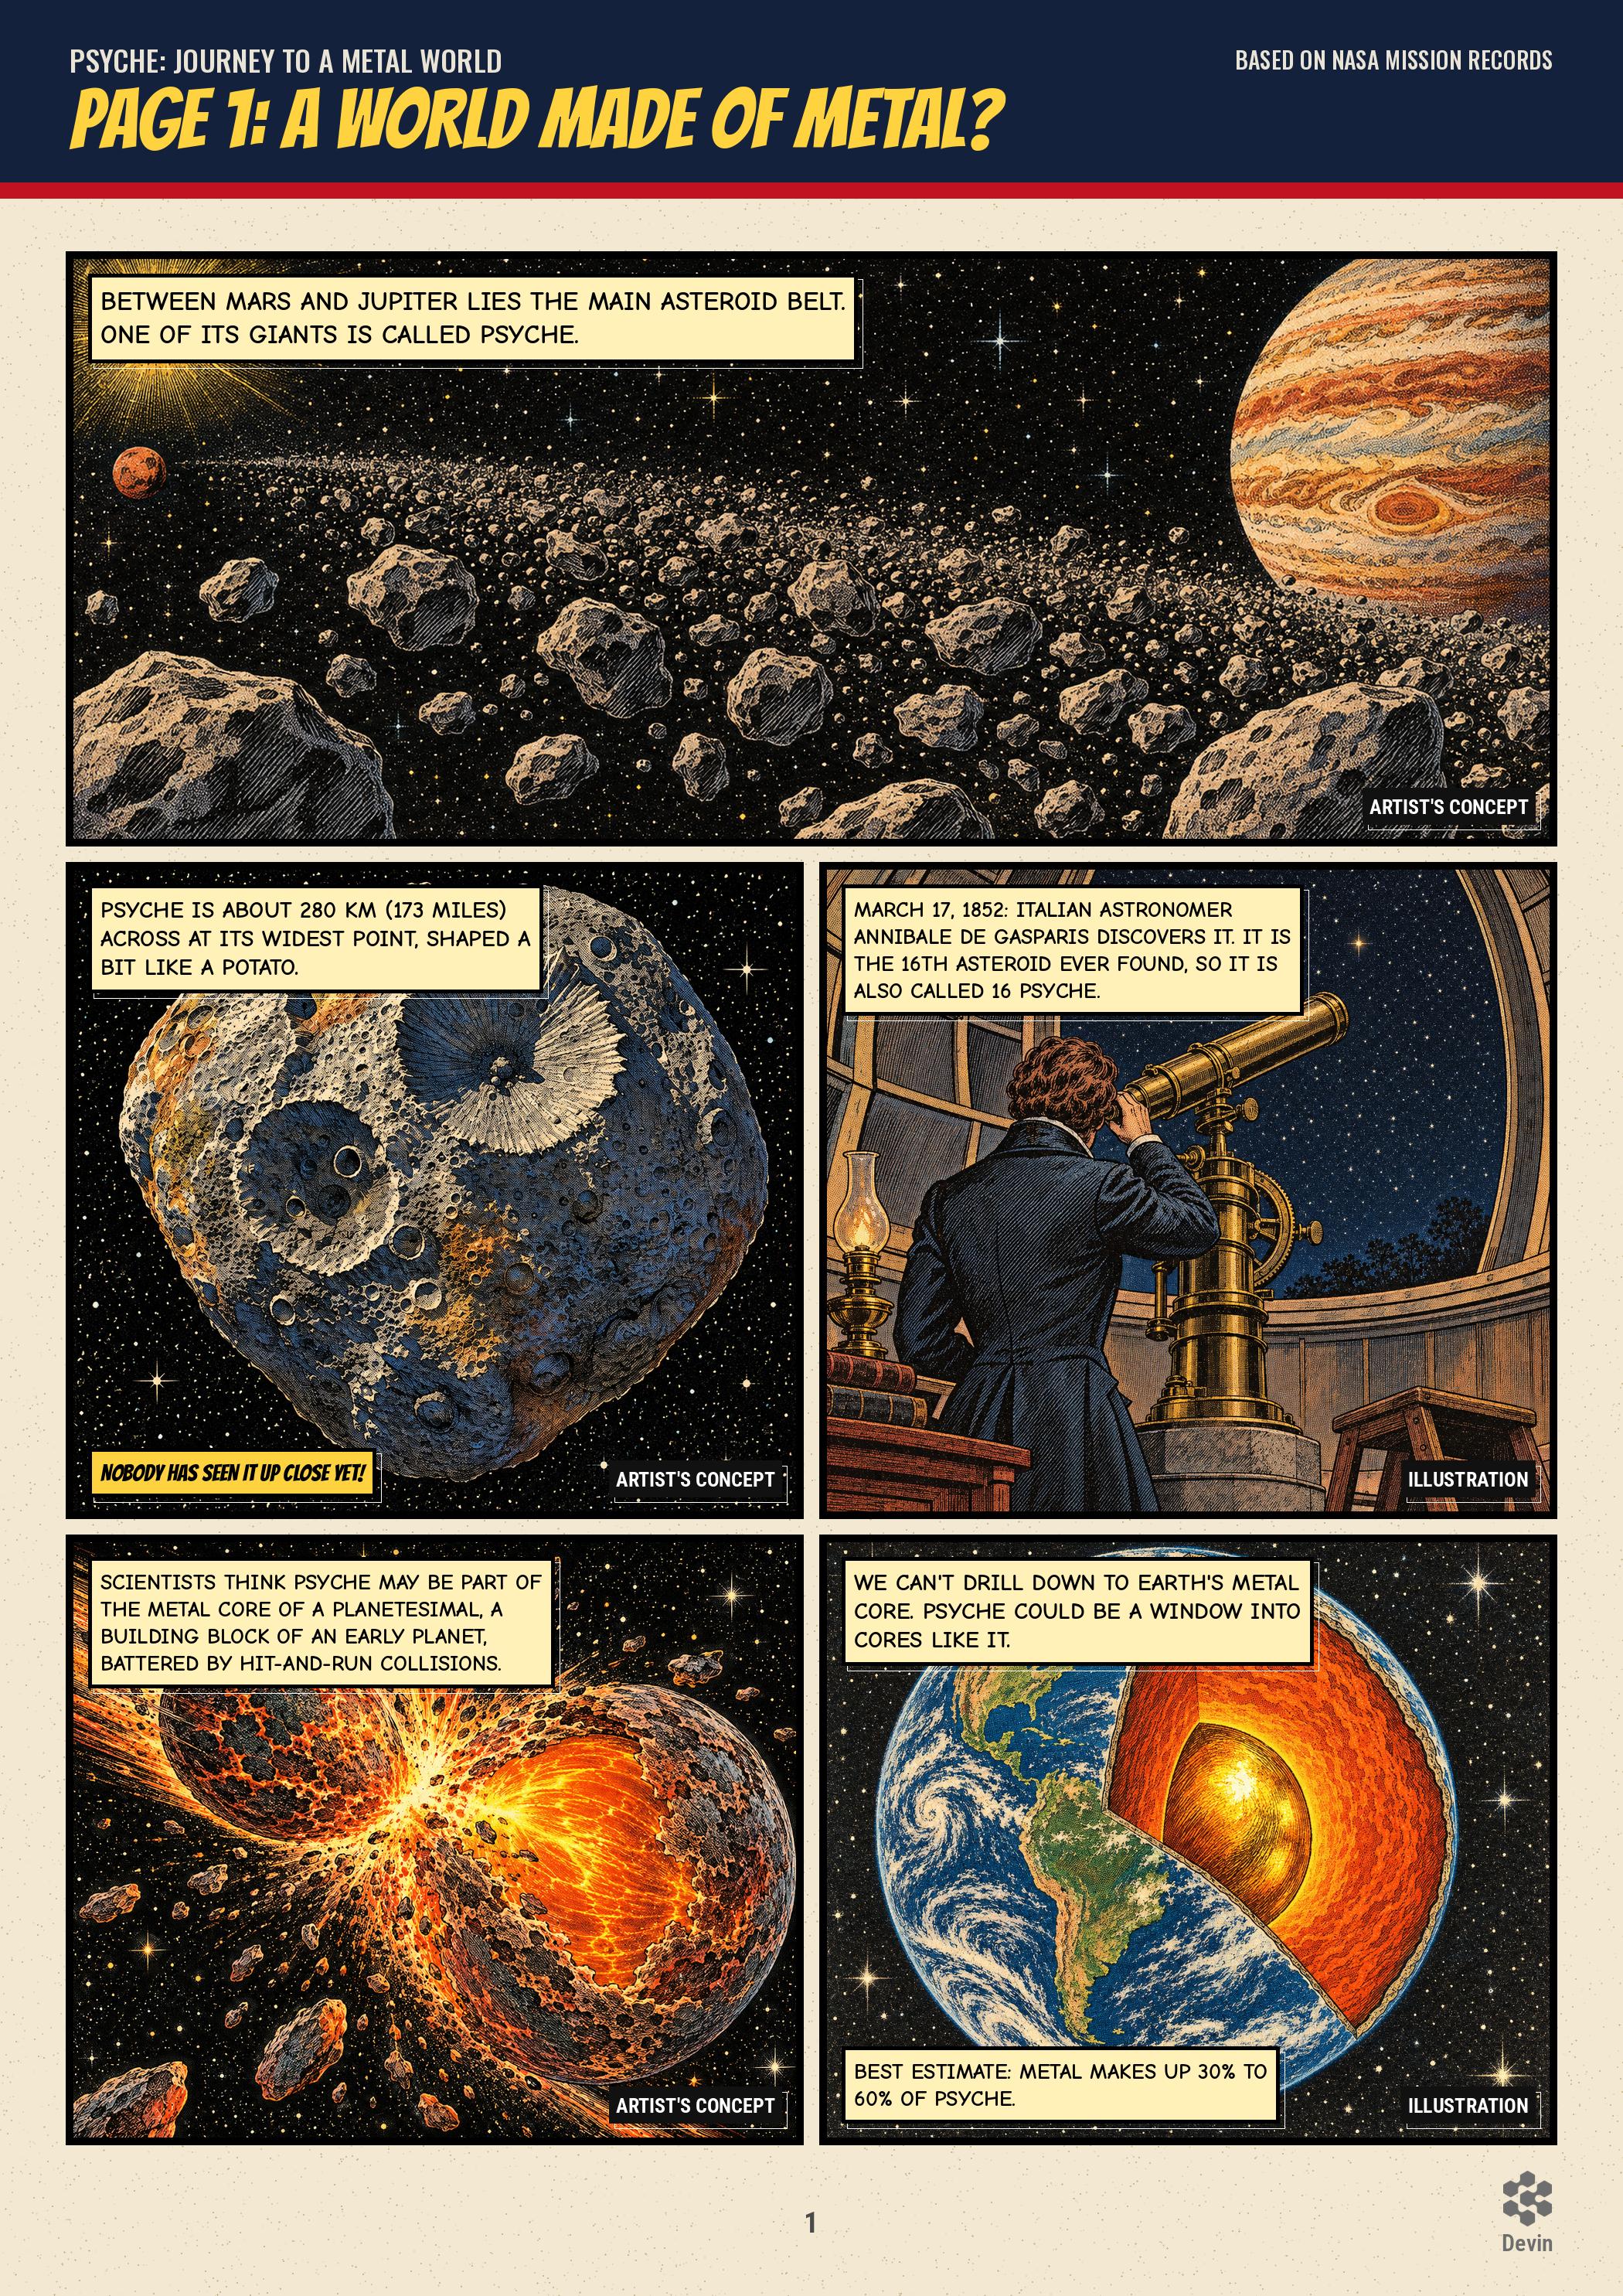 PSYCHE: JOURNEY TO A METAL WORLD
BASED ON NASA MISSION RECORDS
PAGE 1: A WORLD MADE OF METAL?
BETWEEN MARS AND JUPITER LIES THE MAIN ASTEROID BELT.
ONE OF ITS GIANTS IS CALLED PSYCHE.
ARTIST'S CONCEPT
PSYCHE IS ABOUT 280 KM (173 MILES)
ACROSS AT ITS WIDEST POINT, SHAPED A
BIT LIKE A POTATO.
NOBODY HAS SEEN IT UP CLOSE YET!
ARTIST'S CONCEPT
MARCH 17, 1852: ITALIAN ASTRONOMER
ANNIBALE DE GASPARIS DISCOVERS IT. IT IS
THE 16TH ASTEROID EVER FOUND, SO IT IS
ALSO CALLED 16 PSYCHE.
ILLUSTRATION
SCIENTISTS THINK PSYCHE MAY BE PART OF
THE METAL CORE OF A PLANETESIMAL, A
BUILDING BLOCK OF AN EARLY PLANET,
BATTERED BY HIT-AND-RUN COLLISIONS.
ARTIST'S CONCEPT
WE CAN'T DRILL DOWN TO EARTH'S METAL
CORE. PSYCHE COULD BE A WINDOW INTO
CORES LIKE IT.
BEST ESTIMATE: METAL MAKES UP 30% TO
60% OF PSYCHE.
ILLUSTRATION
1
Devin